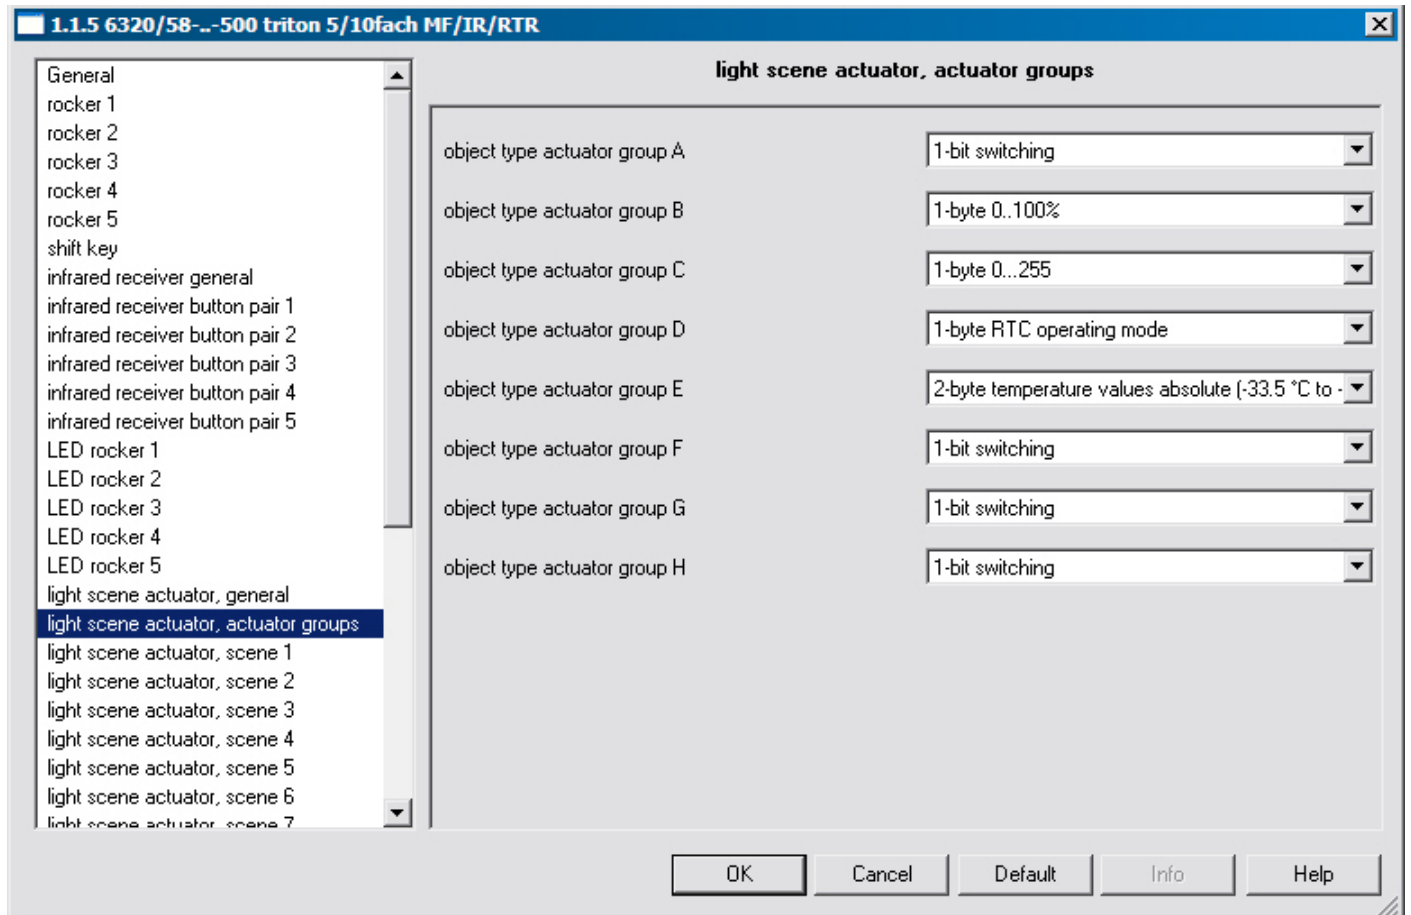 1.1.5 6320/58-..-500 triton 5/10fach MF/IR/RTR
General
rocker 1
rocker 2
rocker 3
rocker 4
rocker 5
shift key
infrared receiver general
infrared receiver button pair 1
infrared receiver button pair 2
infrared receiver button pair 3
infrared receiver button pair 4
infrared receiver button pair 5
LED rocker 1
LED rocker 2
LED rocker 3
LED rocker 4
LED rocker 5
light scene actuator, general
light scene actuator, actuator groups
light scene actuator, scene 1
light scene actuator, scene 2
light scene actuator, scene 3
light scene actuator, scene 4
light scene actuator, scene 5
light scene actuator, scene 6
light scene actuator, scene 7
light scene actuator, actuator groups
object type actuator group A 1-bit switching
object type actuator group B 1-byte 0..100%
object type actuator group C 1-byte 0...255
object type actuator group D 1-byte RTC operating mode
object type actuator group E 2-byte temperature values absolute (-33.5 °C to -
object type actuator group F 1-bit switching
object type actuator group G 1-bit switching
object type actuator group H 1-bit switching
OK Cancel Default Info Help